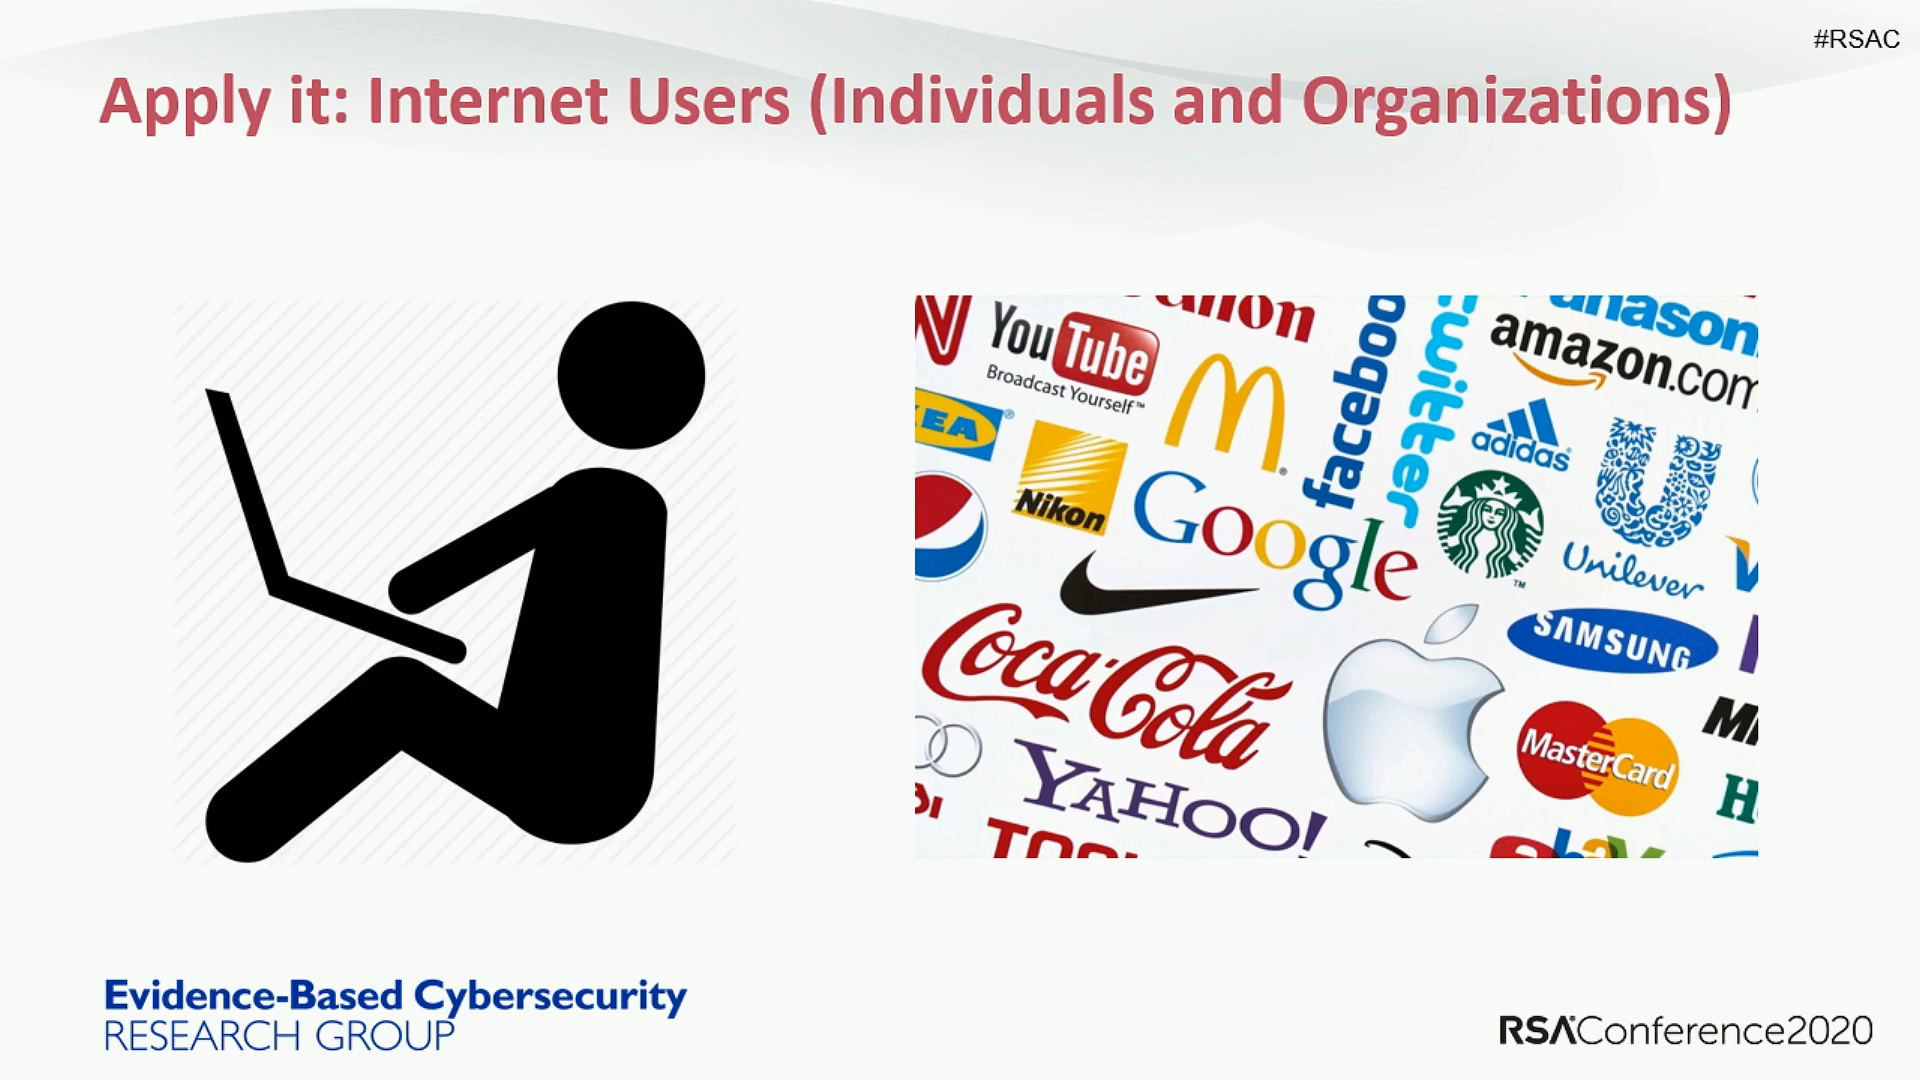 #RSAC
Apply it: Internet Users (Individuals and Organizations)
YouTube
Broadcast Yourself™
faceboo
twitter
amazon.com
adidas
Nikon
Google
Unilever
SAMSUNG
Coca-Cola
MasterCard
YAHOO!
Evidence-Based Cybersecurity
RESEARCH GROUP
RSAConference2020